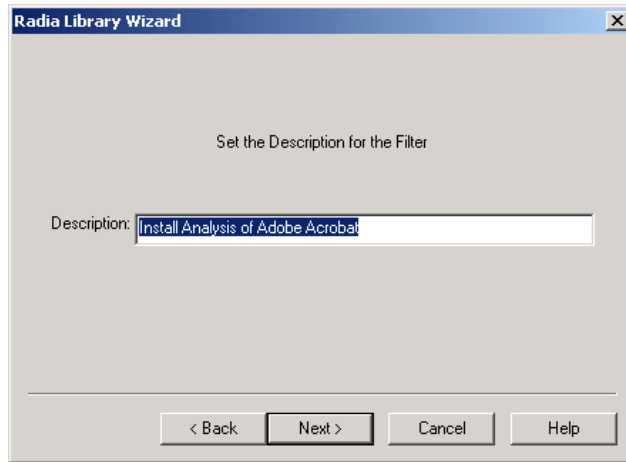 Radia Library Wizard
Set the Description for the Filter
Description: Install Analysis of Adobe Acrobat
< Back Next > Cancel Help